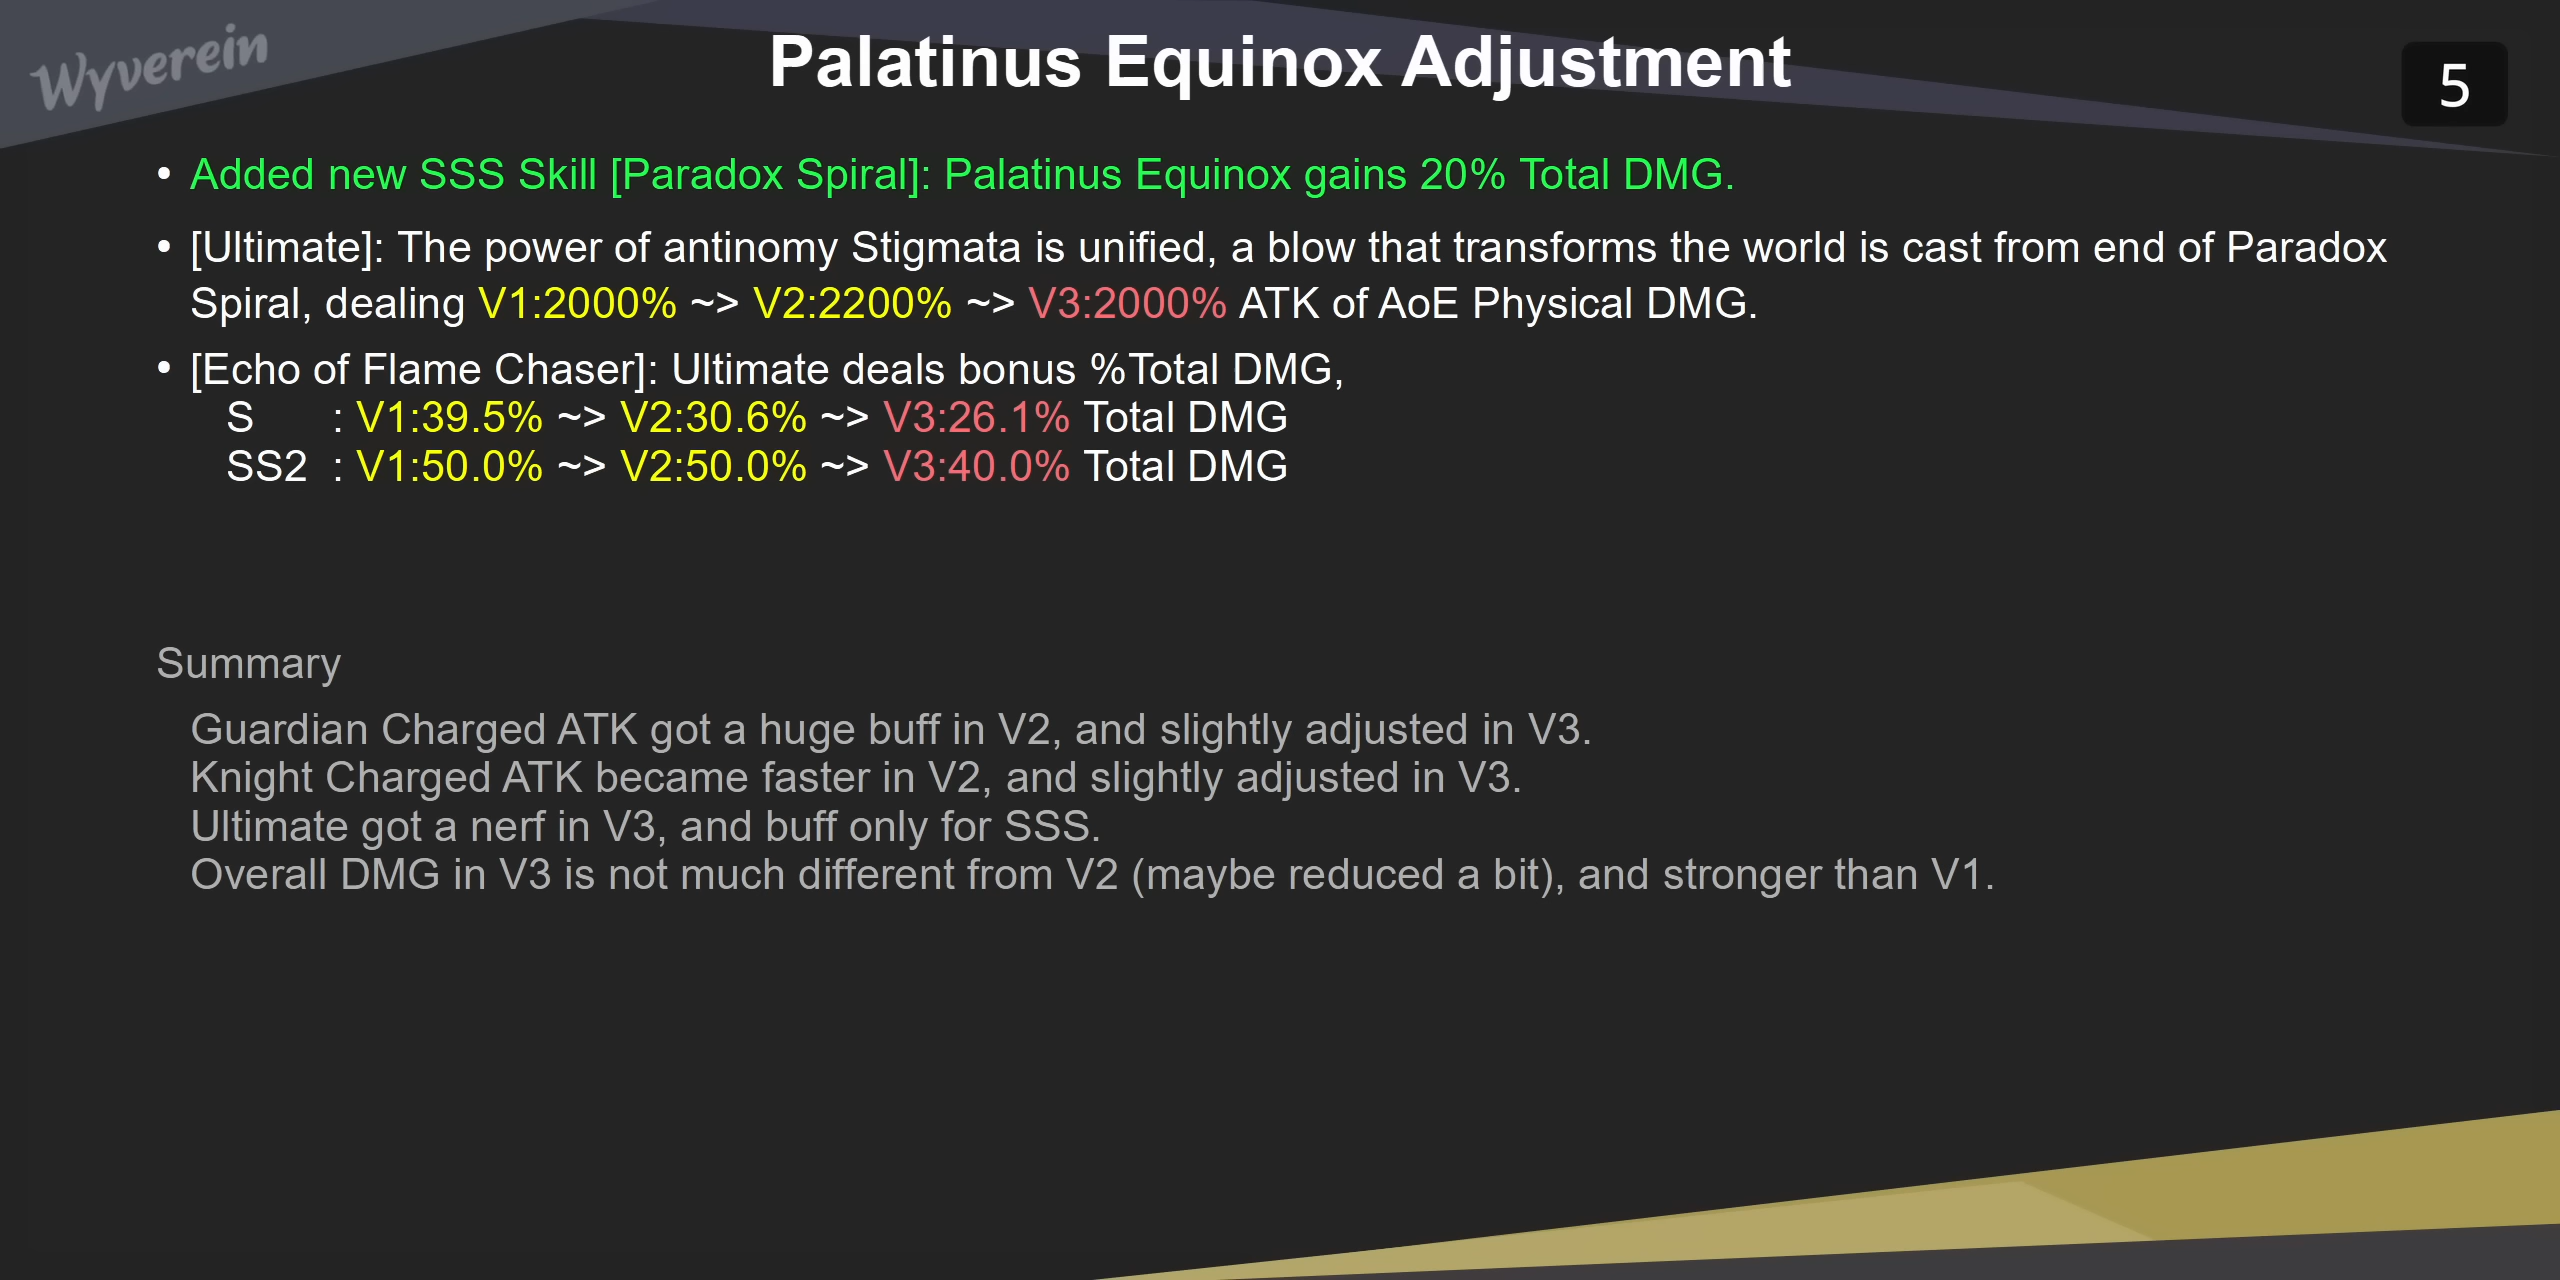 Wyverein
Palatinus Equinox Adjustment
5
• Added new SSS Skill [Paradox Spiral]: Palatinus Equinox gains 20% Total DMG.
• [Ultimate]: The power of antinomy Stigmata is unified, a blow that transforms the world is cast from end of Paradox
Spiral, dealing V1:2000% ~> V2:2200% ~> V3:2000% ATK of AoE Physical DMG.
• [Echo of Flame Chaser]: Ultimate deals bonus %Total DMG,
S : V1:39.5% ~> V2:30.6% ~> V3:26.1% Total DMG
SS2 : V1:50.0% ~> V2:50.0% ~> V3:40.0% Total DMG
Summary
Guardian Charged ATK got a huge buff in V2, and slightly adjusted in V3.
Knight Charged ATK became faster in V2, and slightly adjusted in V3.
Ultimate got a nerf in V3, and buff only for SSS.
Overall DMG in V3 is not much different from V2 (maybe reduced a bit), and stronger than V1.